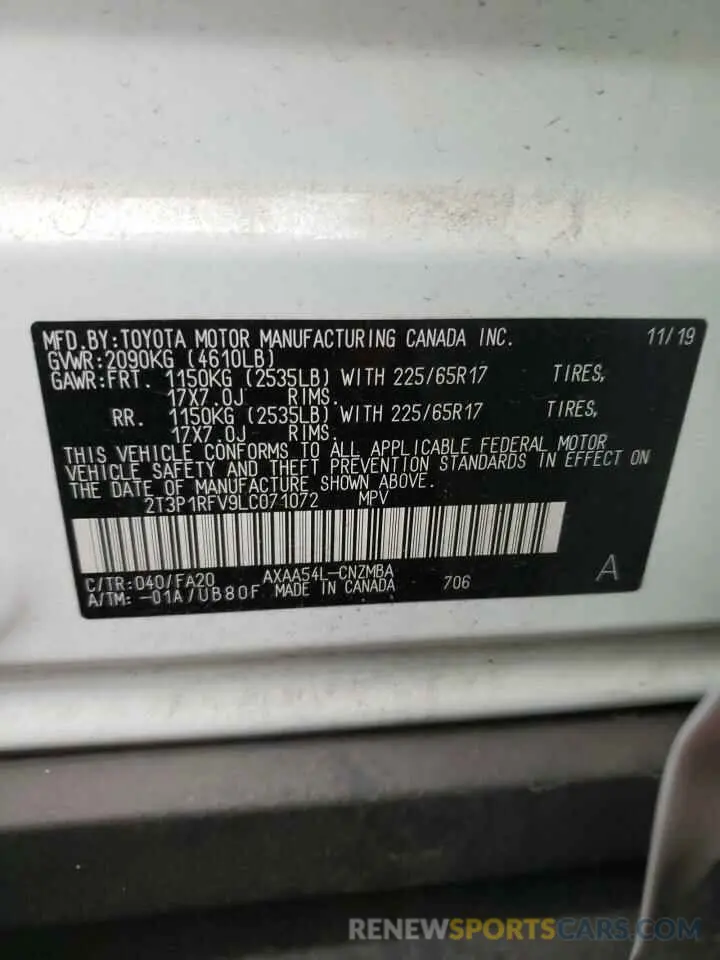 MFD.BY:TOYOTA MOTOR MANUFACTURING CANADA INC. 11/19
GVWR:2090KG (4610LB)
GAWR:FRT. 1150KG (2535LB) WITH 225/65R17 TIRES,
17X7.0J RIMS.
RR. 1150KG (2535LB) WITH 225/65R17 TIRES,
17X7.0J RIMS.
THIS VEHICLE CONFORMS TO ALL APPLICABLE FEDERAL MOTOR
VEHICLE SAFETY AND THEFT PREVENTION STANDARDS IN EFFECT ON
THE DATE OF MANUFACTURE SHOWN ABOVE.
2T3P1RFV9LC071072 MPV
C/TR:040/FA20 AXAA54L-CNZMBA 706 A
A/TM:-01A/UB80F MADE IN CANADA
RENEWSPORTSCARS.COM